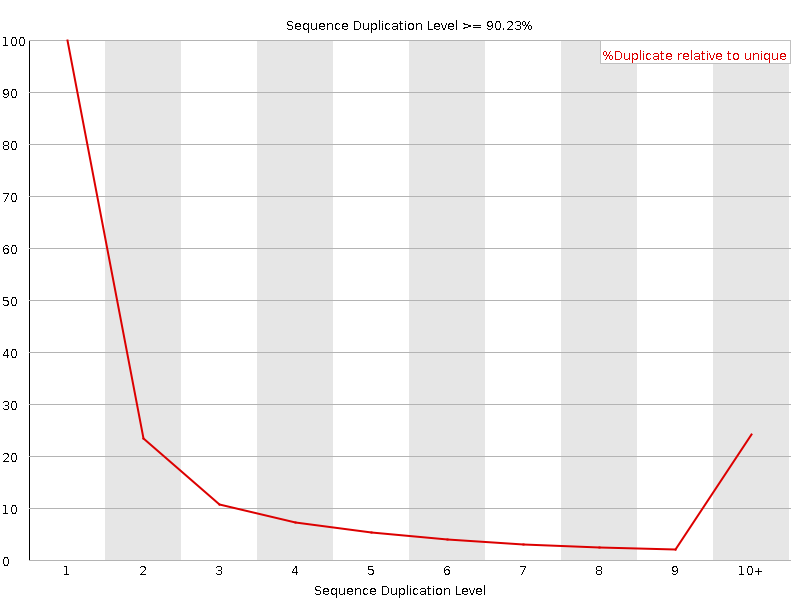 Sequence Duplication Level >= 90.23%
%Duplicate relative to unique
100
90
80
70
60
50
40
30
20
10
0
1 2 3 4 5 6 7 8 9 10+
Sequence Duplication Level